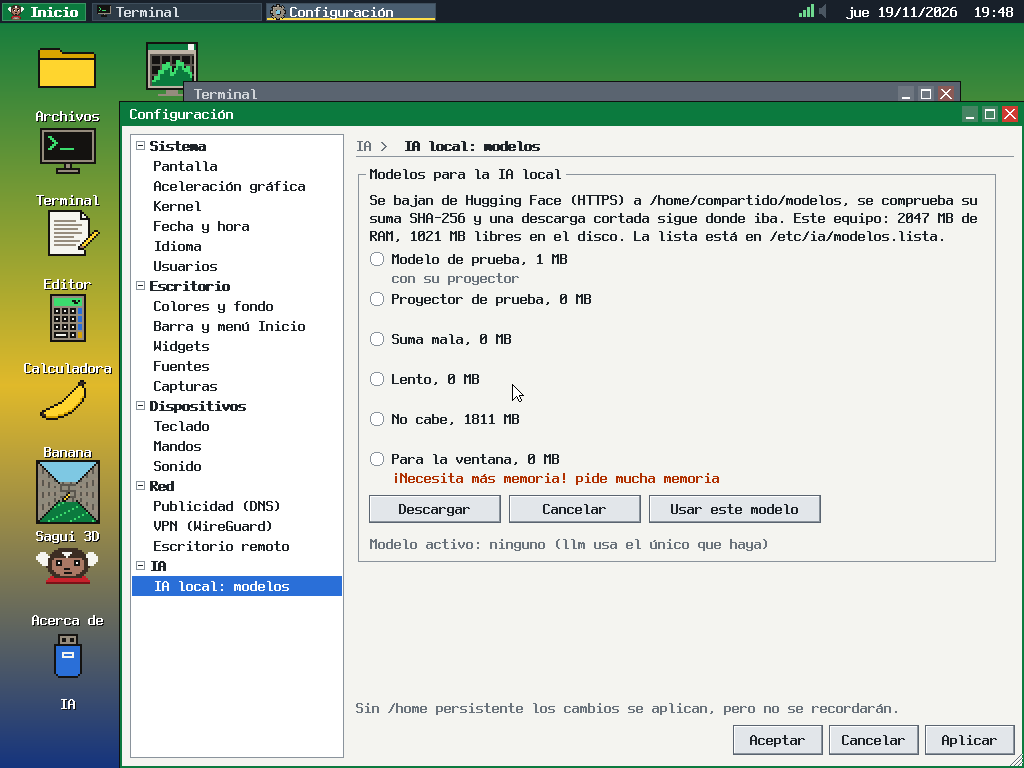 Inicio
Terminal
Configuración
jue 19/11/2026 19:48
Archivos
Terminal
Editor
Calculadora
Banana
Sagui 3D
Acerca de
IA
Terminal
Configuración
Sistema
Pantalla
Aceleración gráfica
Kernel
Fecha y hora
Idioma
Usuarios
Escritorio
Colores y fondo
Barra y menú Inicio
Widgets
Fuentes
Capturas
Dispositivos
Teclado
Mandos
Sonido
Red
Publicidad (DNS)
VPN (WireGuard)
Escritorio remoto
IA
IA local: modelos
IA > IA local: modelos
Modelos para la IA local
Se bajan de Hugging Face (HTTPS) a /home/compartido/modelos, se comprueba su
suma SHA-256 y una descarga cortada sigue donde iba. Este equipo: 2047 MB de
RAM, 1021 MB libres en el disco. La lista está en /etc/ia/modelos.lista.
Modelo de prueba, 1 MB
con su proyector
Proyector de prueba, 0 MB
Suma mala, 0 MB
Lento, 0 MB
No cabe, 1811 MB
Para la ventana, 0 MB
¡Necesita más memoria! pide mucha memoria
Descargar
Cancelar
Usar este modelo
Modelo activo: ninguno (llm usa el único que haya)
Sin /home persistente los cambios se aplican, pero no se recordarán.
Aceptar
Cancelar
Aplicar